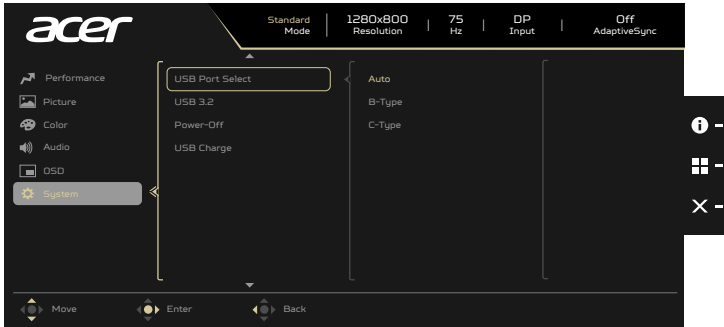 acer
Standard Mode
1280x800 Resolution
75 Hz
DP Input
Off AdaptiveSync
Performance
Picture
Color
Audio
OSD
System
USB Port Select
USB 3.2
Power-Off
USB Charge
Auto
B-Type
C-Type
Move
Enter
Back